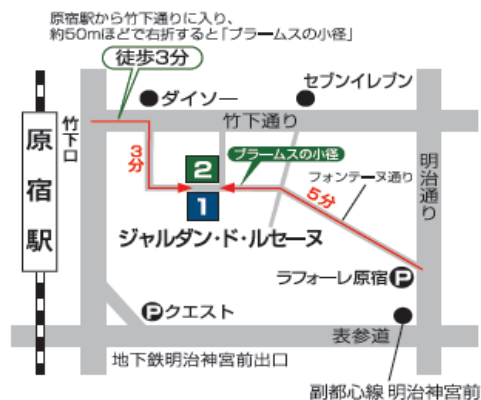 原宿駅から竹下通りに入り、
約50mほどで右折すると「ブラームスの小径」
徒歩3分
セブンイレブン
ダイソー
竹下口
竹下通り
原宿駅
3分
2
ブラームスの小径
フォンテーヌ通り
明治通り
1
5分
ジャルダン・ド・ルセーヌ
ラフォーレ原宿 P
P クエスト
表参道
地下鉄明治神宮前出口
副都心線 明治神宮前